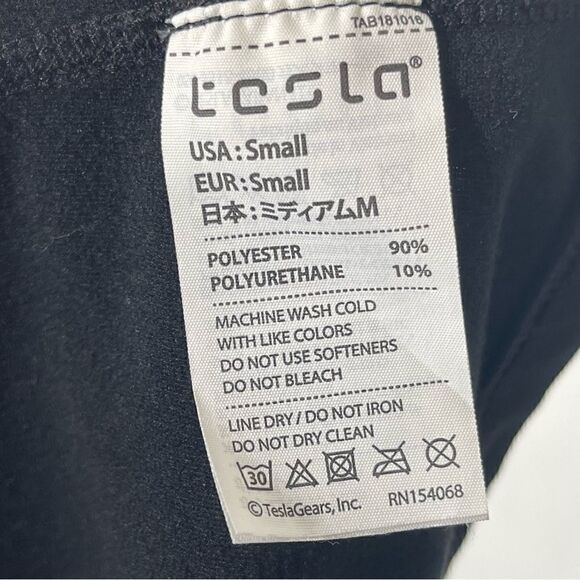 TAB181018
tesla®
USA:Small
EUR:Small
日本:ミディアムM
POLYESTER 90%
POLYURETHANE 10%
MACHINE WASH COLD
WITH LIKE COLORS
DO NOT USE SOFTENERS
DO NOT BLEACH
LINE DRY / DO NOT IRON
DO NOT DRY CLEAN
30
©TeslaGears, Inc. RN154068